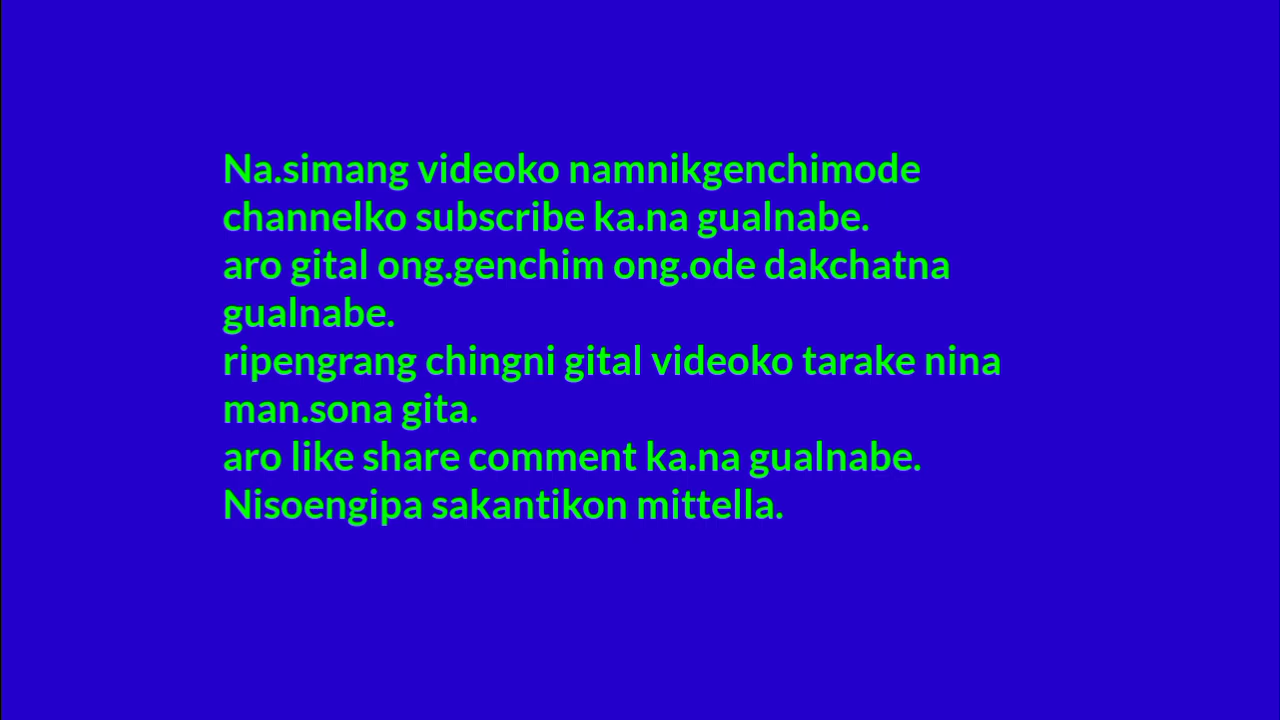 Na.simang videoko namnikgenchimode
channelko subscribe ka.na gualnabe.
aro gital ong.genchim ong.ode dakchatna
gualnabe.
ripengrang chingni gital videoko tarake nina
man.sona gita.
aro like share comment ka.na gualnabe.
Nisoengipa sakantikon mittella.